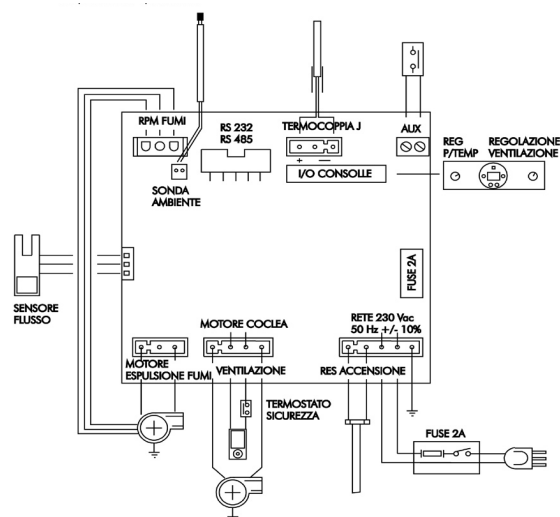 RPM FUMI
RS 232
RS 485
TERMOCOPPIA J
AUX
REG
P/TEMP
REGOLAZIONE
VENTILAZIONE
+ −
I/O CONSOLLE
SONDA
AMBIENTE
FUSE 2A
SENSORE
FLUSSO
MOTORE COCLEA
RETE 230 Vac
50 Hz +/- 10%
MOTORE
ESPULSIONE FUMI
VENTILAZIONE
RES ACCENSIONE
TERMOSTATO
SICUREZZA
FUSE 2A